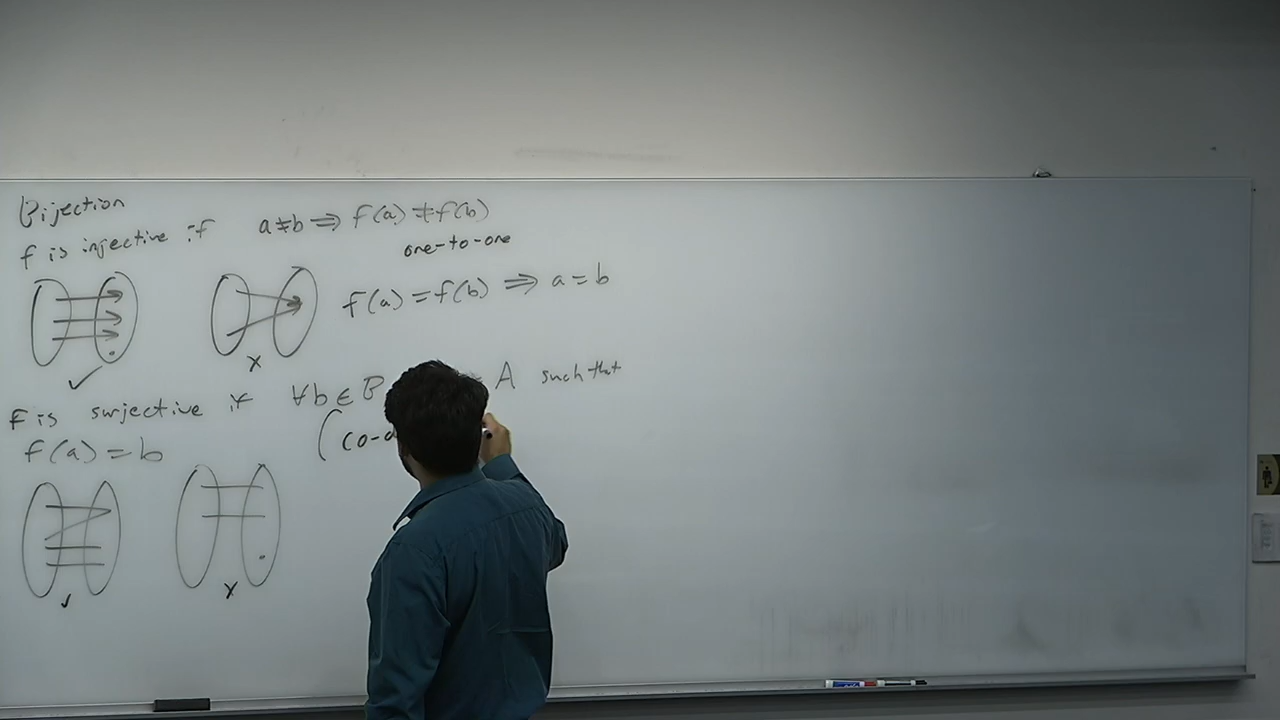 Bijection
f is injective if a≠b ⇒ f(a) ≠ f(b)
one-to-one
f(a) = f(b) ⇒ a = b
f is surjective if ∀b ∈ B A such that
(co-
f(a) = b